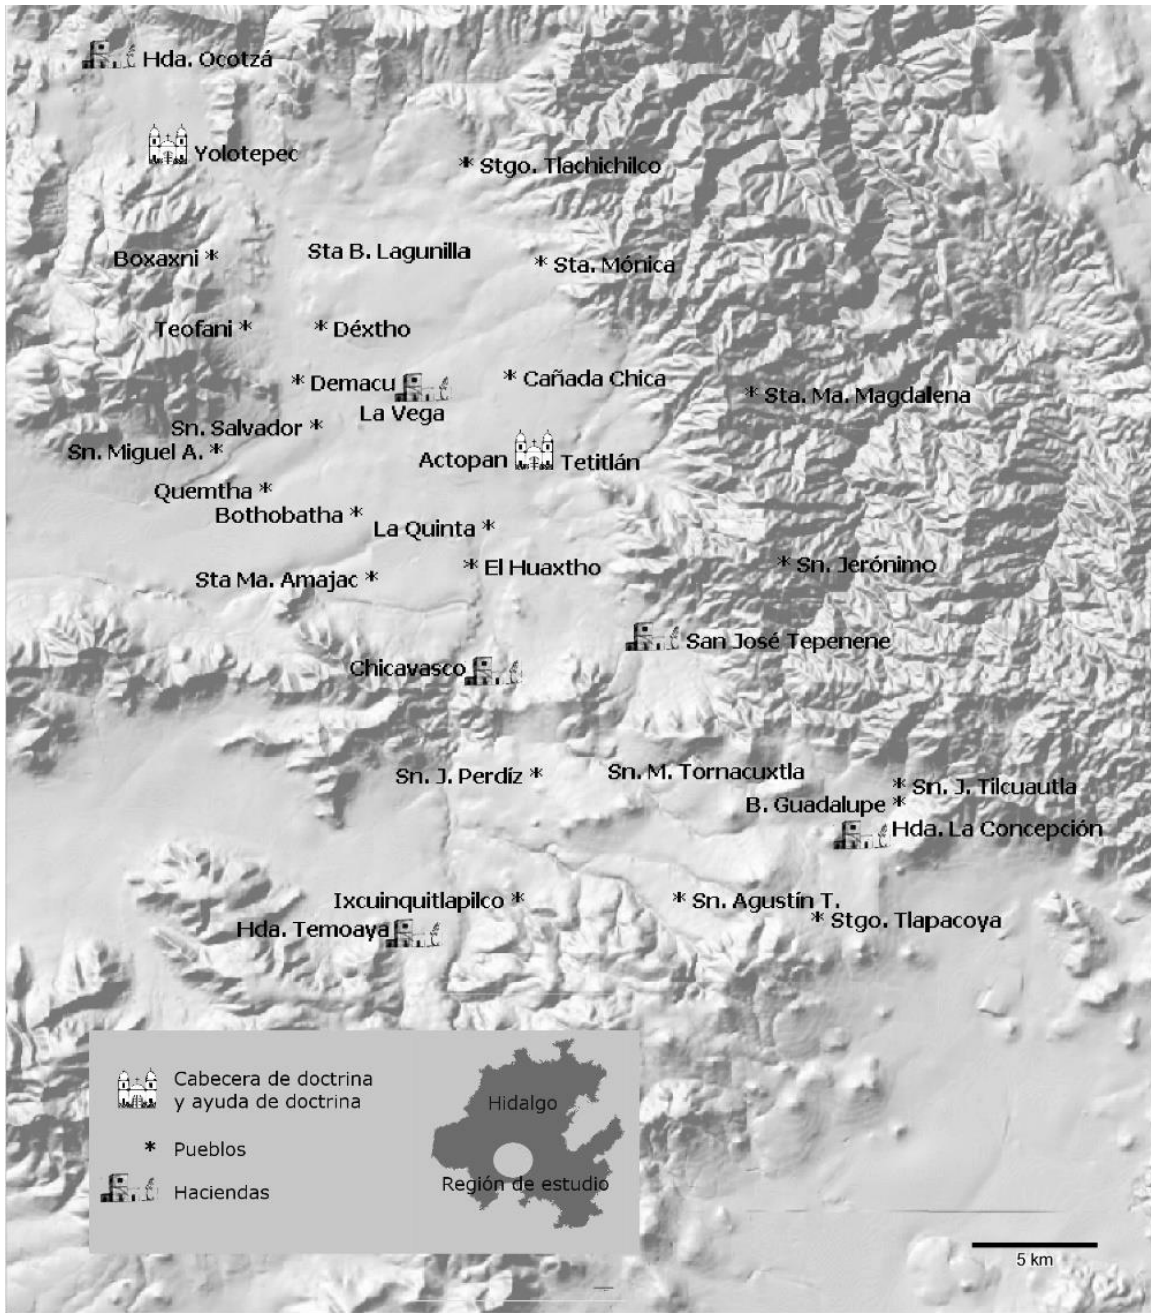 Hda. Ocotzá
Yolotepec
* Stgo. Tlachichilco
Boxaxni *
Sta B. Lagunilla
* Sta. Mónica
Teofani *
* Déxtho
* Demacu
* Cañada Chica
* Sta. Ma. Magdalena
La Vega
Sn. Salvador *
Sn. Miguel A. *
Actopan
Tetitlán
Quemtha *
Bothobatha *
La Quinta *
* El Huaxtho
* Sn. Jerónimo
Sta Ma. Amajac *
San José Tepenene
Chicavasco
Sn. J. Perdíz *
Sn. M. Tornacuxtla
* Sn. J. Tilcuautla
B. Guadalupe *
Hda. La Concepción
Ixcuinquitlapilco *
* Sn. Agustín T.
* Stgo. Tlapacoya
Hda. Temoaya
Cabecera de doctrina
y ayuda de doctrina
* Pueblos
Haciendas
Hidalgo
Región de estudio
5 km